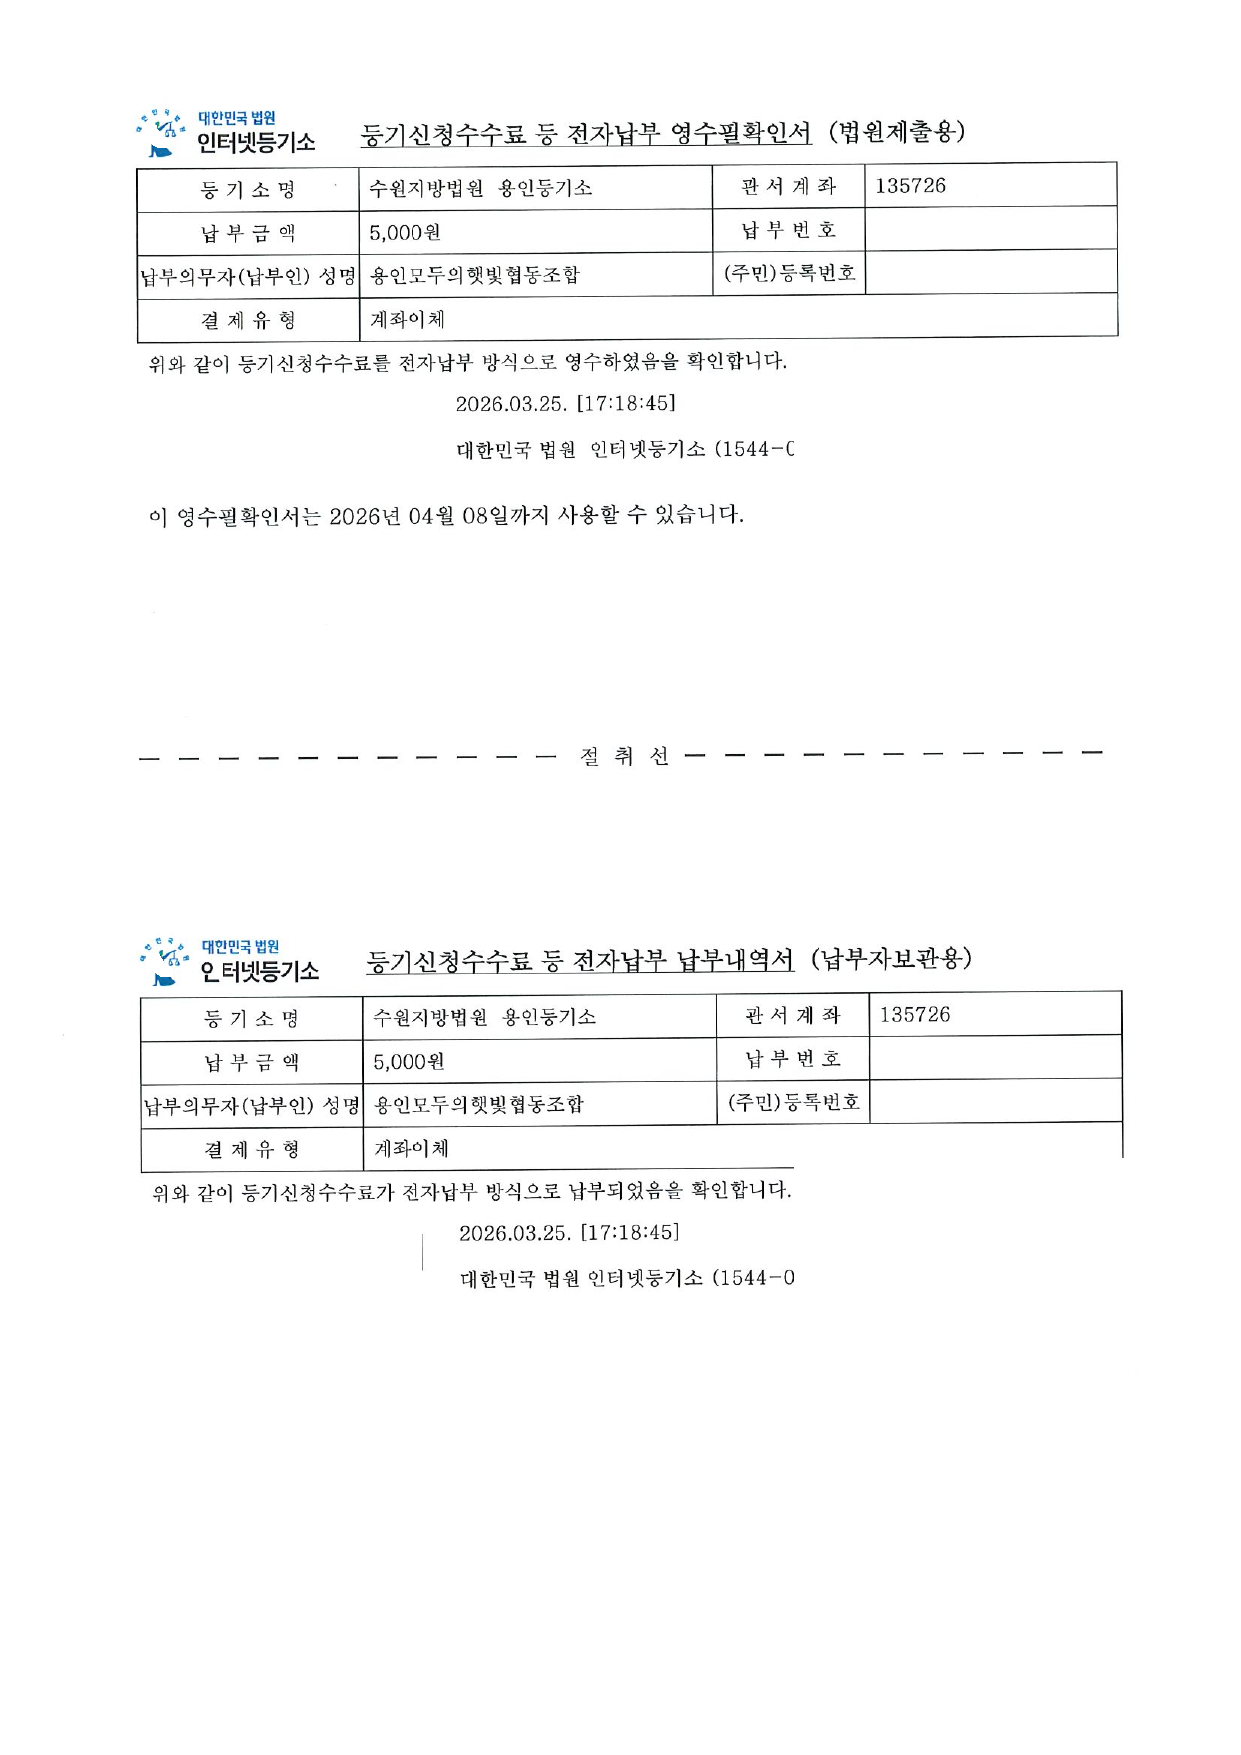 대한민국 법원
인터넷등기소
등기신청수수료 등 전자납부 영수필확인서 (법원제출용)
등 기 소 명 수원지방법원 용인등기소 관 서 계 좌 135726
납 부 금 액 5,000원 납 부 번 호
납부의무자(납부인) 성명 용인모두의햇빛협동조합 (주민)등록번호
결 제 유 형 계좌이체
위와 같이 등기신청수수료를 전자납부 방식으로 영수하였음을 확인합니다.
2026.03.25. [17:18:45]
대한민국 법원 인터넷등기소 (1544-0
이 영수필확인서는 2026년 04월 08일까지 사용할 수 있습니다.
절 취 선
대한민국 법원
인터넷등기소
등기신청수수료 등 전자납부 납부내역서 (납부자보관용)
등 기 소 명 수원지방법원 용인등기소 관 서 계 좌 135726
납 부 금 액 5,000원 납 부 번 호
납부의무자(납부인) 성명 용인모두의햇빛협동조합 (주민)등록번호
결 제 유 형 계좌이체
위와 같이 등기신청수수료가 전자납부 방식으로 납부되었음을 확인합니다.
2026.03.25. [17:18:45]
대한민국 법원 인터넷등기소 (1544-0